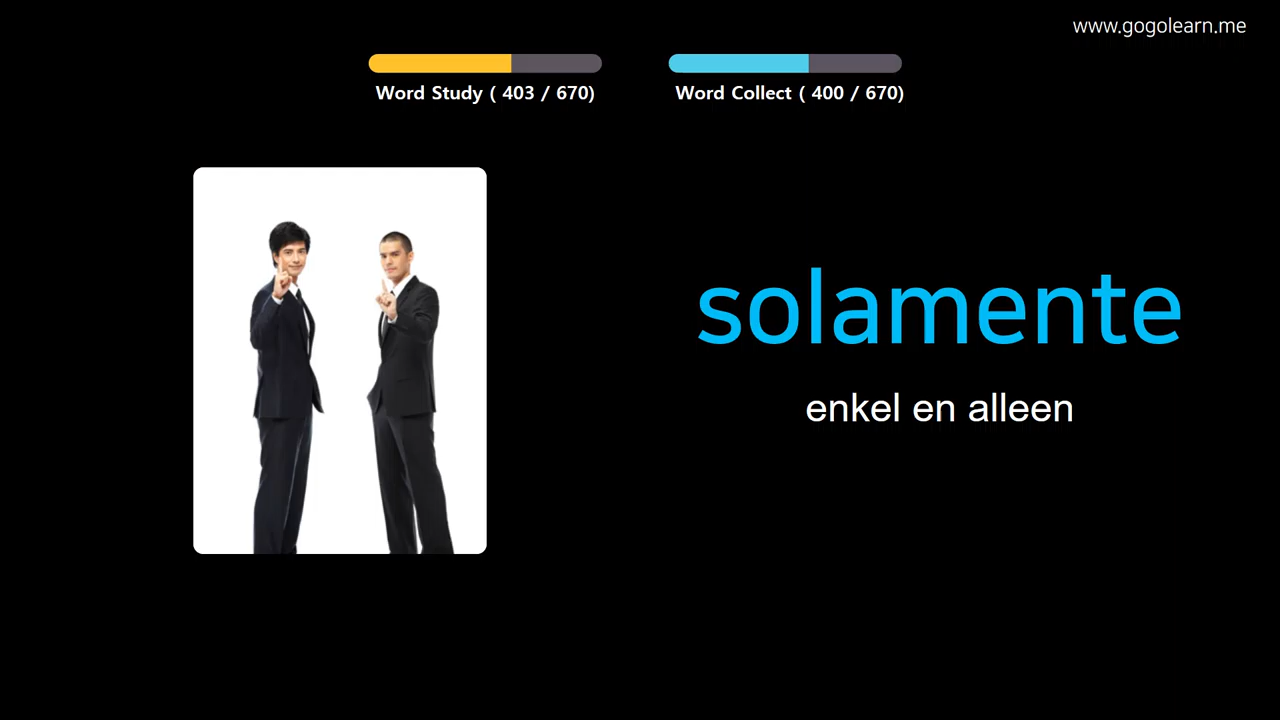 www.gogolearn.me
Word Study ( 403 / 670)
Word Collect ( 400 / 670)
solamente
enkel en alleen